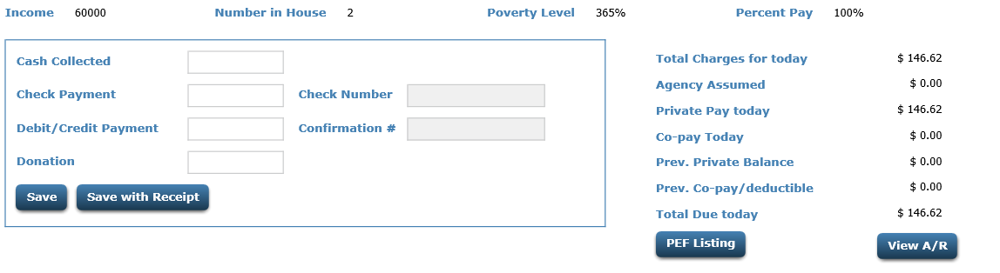 Income 60000 Number in House 2 Poverty Level 365% Percent Pay 100%
Cash Collected
Check Payment Check Number
Debit/Credit Payment Confirmation #
Donation
Save Save with Receipt
Total Charges for today $ 146.62
Agency Assumed $ 0.00
Private Pay today $ 146.62
Co-pay Today $ 0.00
Prev. Private Balance $ 0.00
Prev. Co-pay/deductible $ 0.00
Total Due today $ 146.62
PEF Listing View A/R